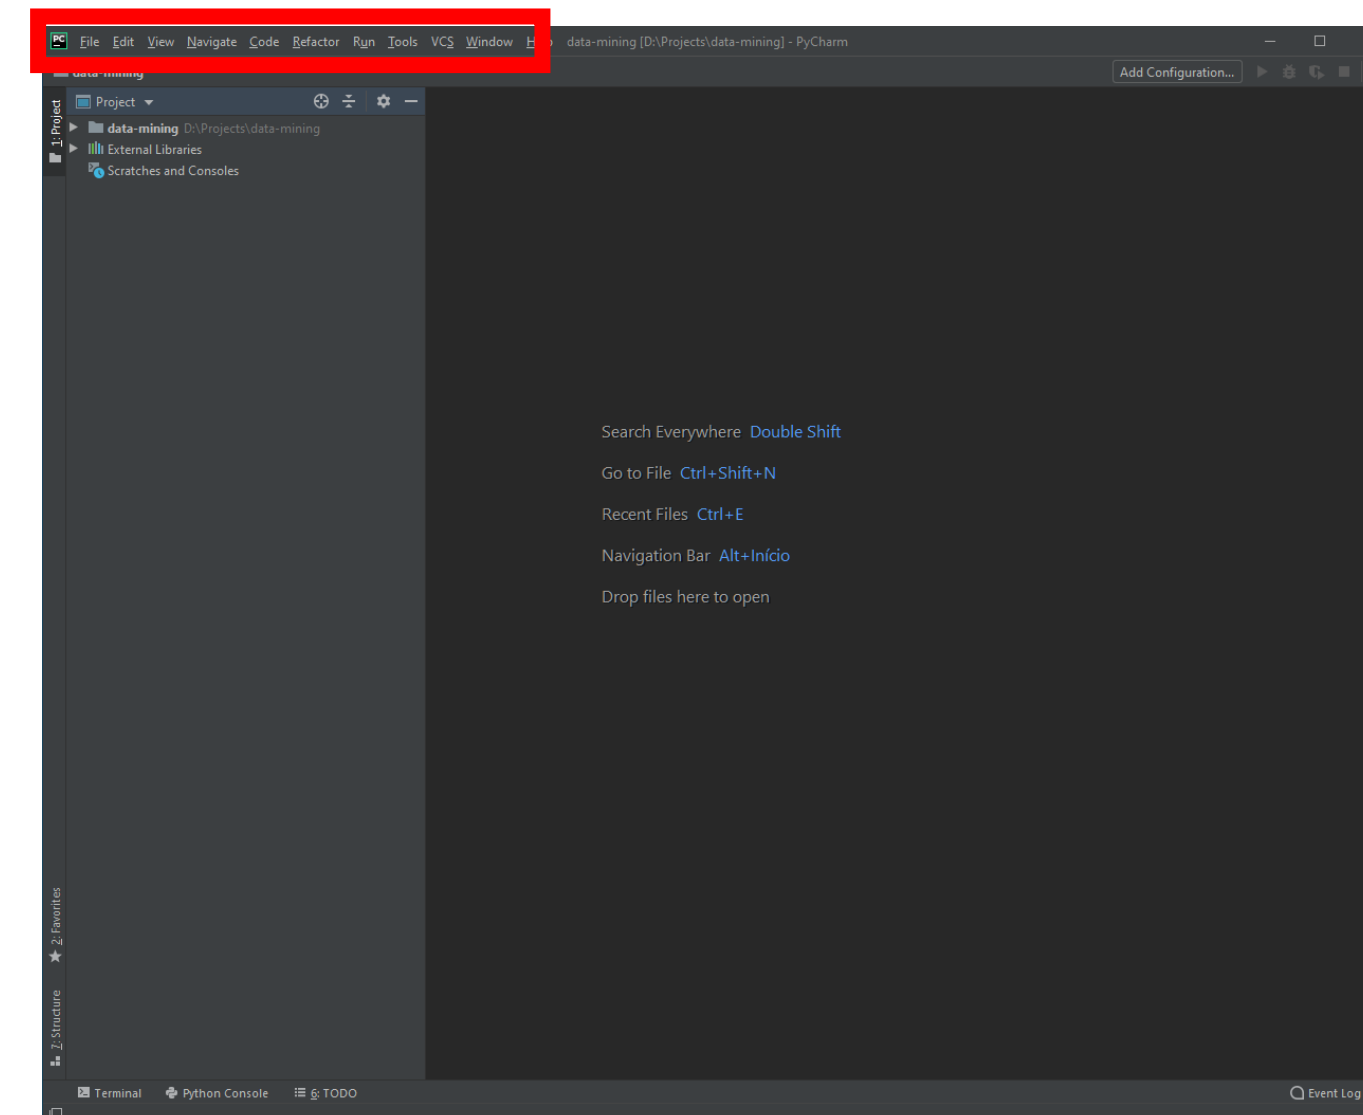 PC File Edit View Navigate Code Refactor Run Tools VCS Window data-mining [D:\Projects\data-mining] - PyCharm
data-mining Add Configuration...
1: Project
Project
data-mining D:\Projects\data-mining
External Libraries
Scratches and Consoles
Search Everywhere Double Shift
Go to File Ctrl+Shift+N
Recent Files Ctrl+E
Navigation Bar Alt+Início
Drop files here to open
2: Favorites
7: Structure
Terminal Python Console 6: TODO Event Log